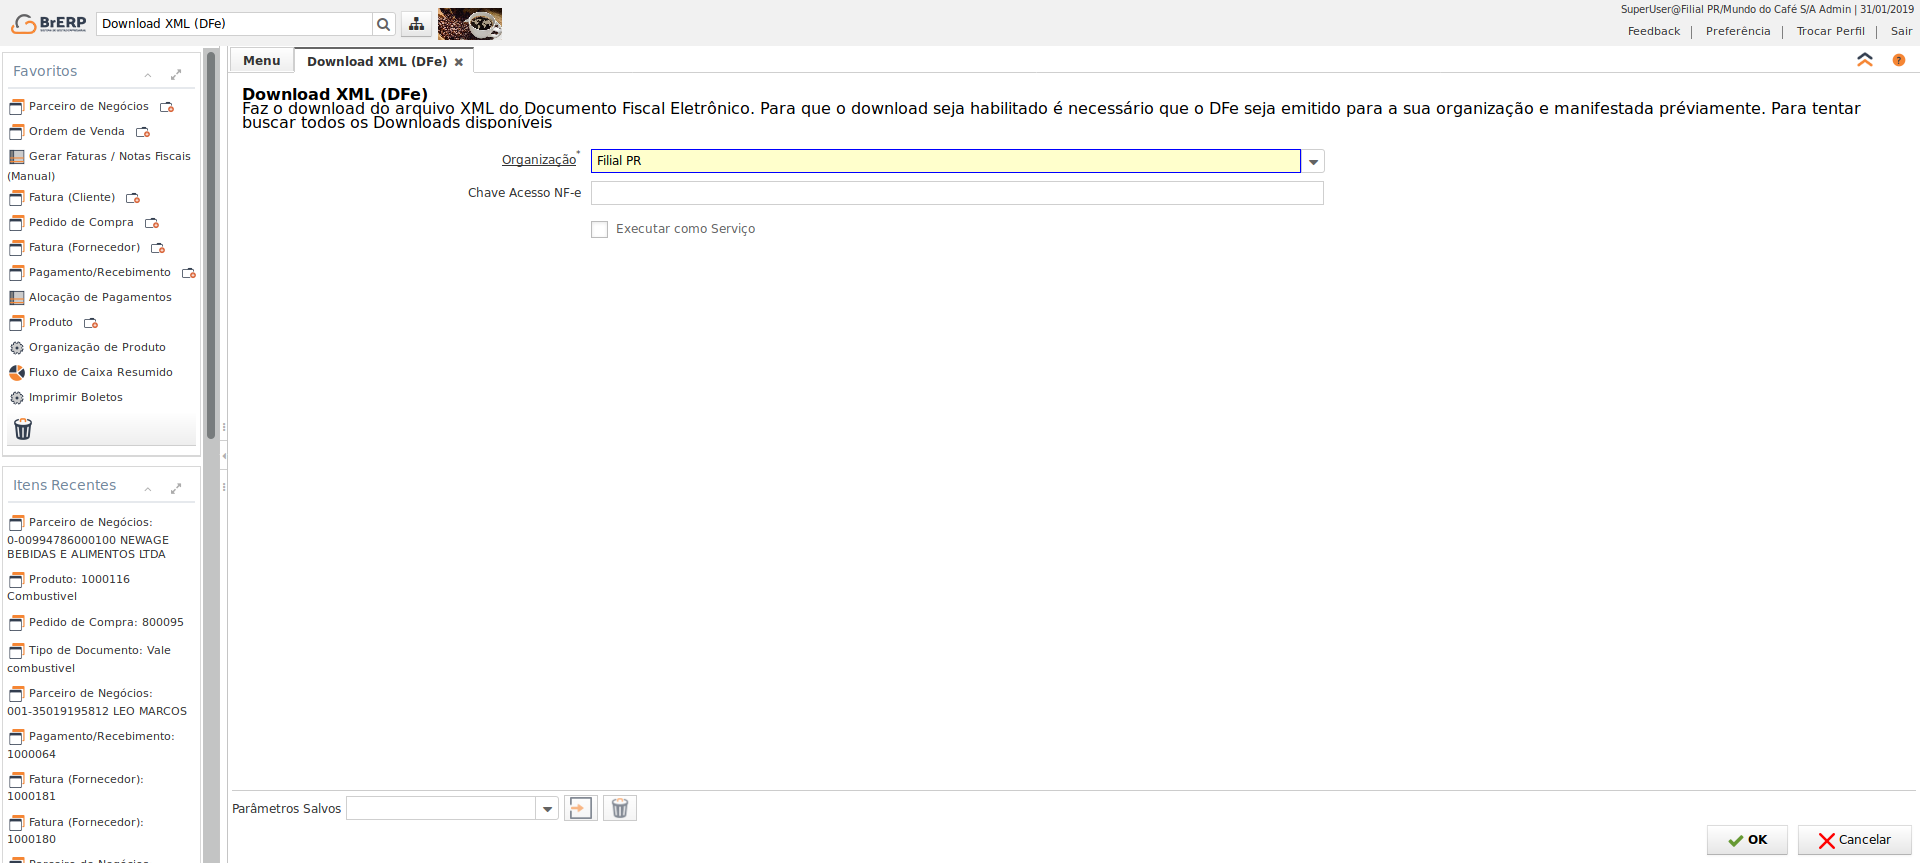 BrERP
Download XML (DFe)
SuperUser@Filial PR/Mundo do Café S/A Admin | 31/01/2019
Feedback | Preferência | Trocar Perfil | Sair
Favoritos
Parceiro de Negócios
Ordem de Venda
Gerar Faturas / Notas Fiscais
(Manual)
Fatura (Cliente)
Pedido de Compra
Fatura (Fornecedor)
Pagamento/Recebimento
Alocação de Pagamentos
Produto
Organização de Produto
Fluxo de Caixa Resumido
Imprimir Boletos
Itens Recentes
Parceiro de Negócios:
0-00994786000100 NEWAGE
BEBIDAS E ALIMENTOS LTDA
Produto: 1000116
Combustivel
Pedido de Compra: 800095
Tipo de Documento: Vale
combustivel
Parceiro de Negócios:
001-35019195812 LEO MARCOS
Pagamento/Recebimento:
1000064
Fatura (Fornecedor):
1000181
Fatura (Fornecedor):
1000180
Parceiro de Negócios
Menu
Download XML (DFe)
Download XML (DFe)
Faz o download do arquivo XML do Documento Fiscal Eletrônico. Para que o download seja habilitado é necessário que o DFe seja emitido para a sua organização e manifestada préviamente. Para tentar
buscar todos os Downloads disponíveis
Organização* Filial PR
Chave Acesso NF-e
Executar como Serviço
Parâmetros Salvos
OK
Cancelar